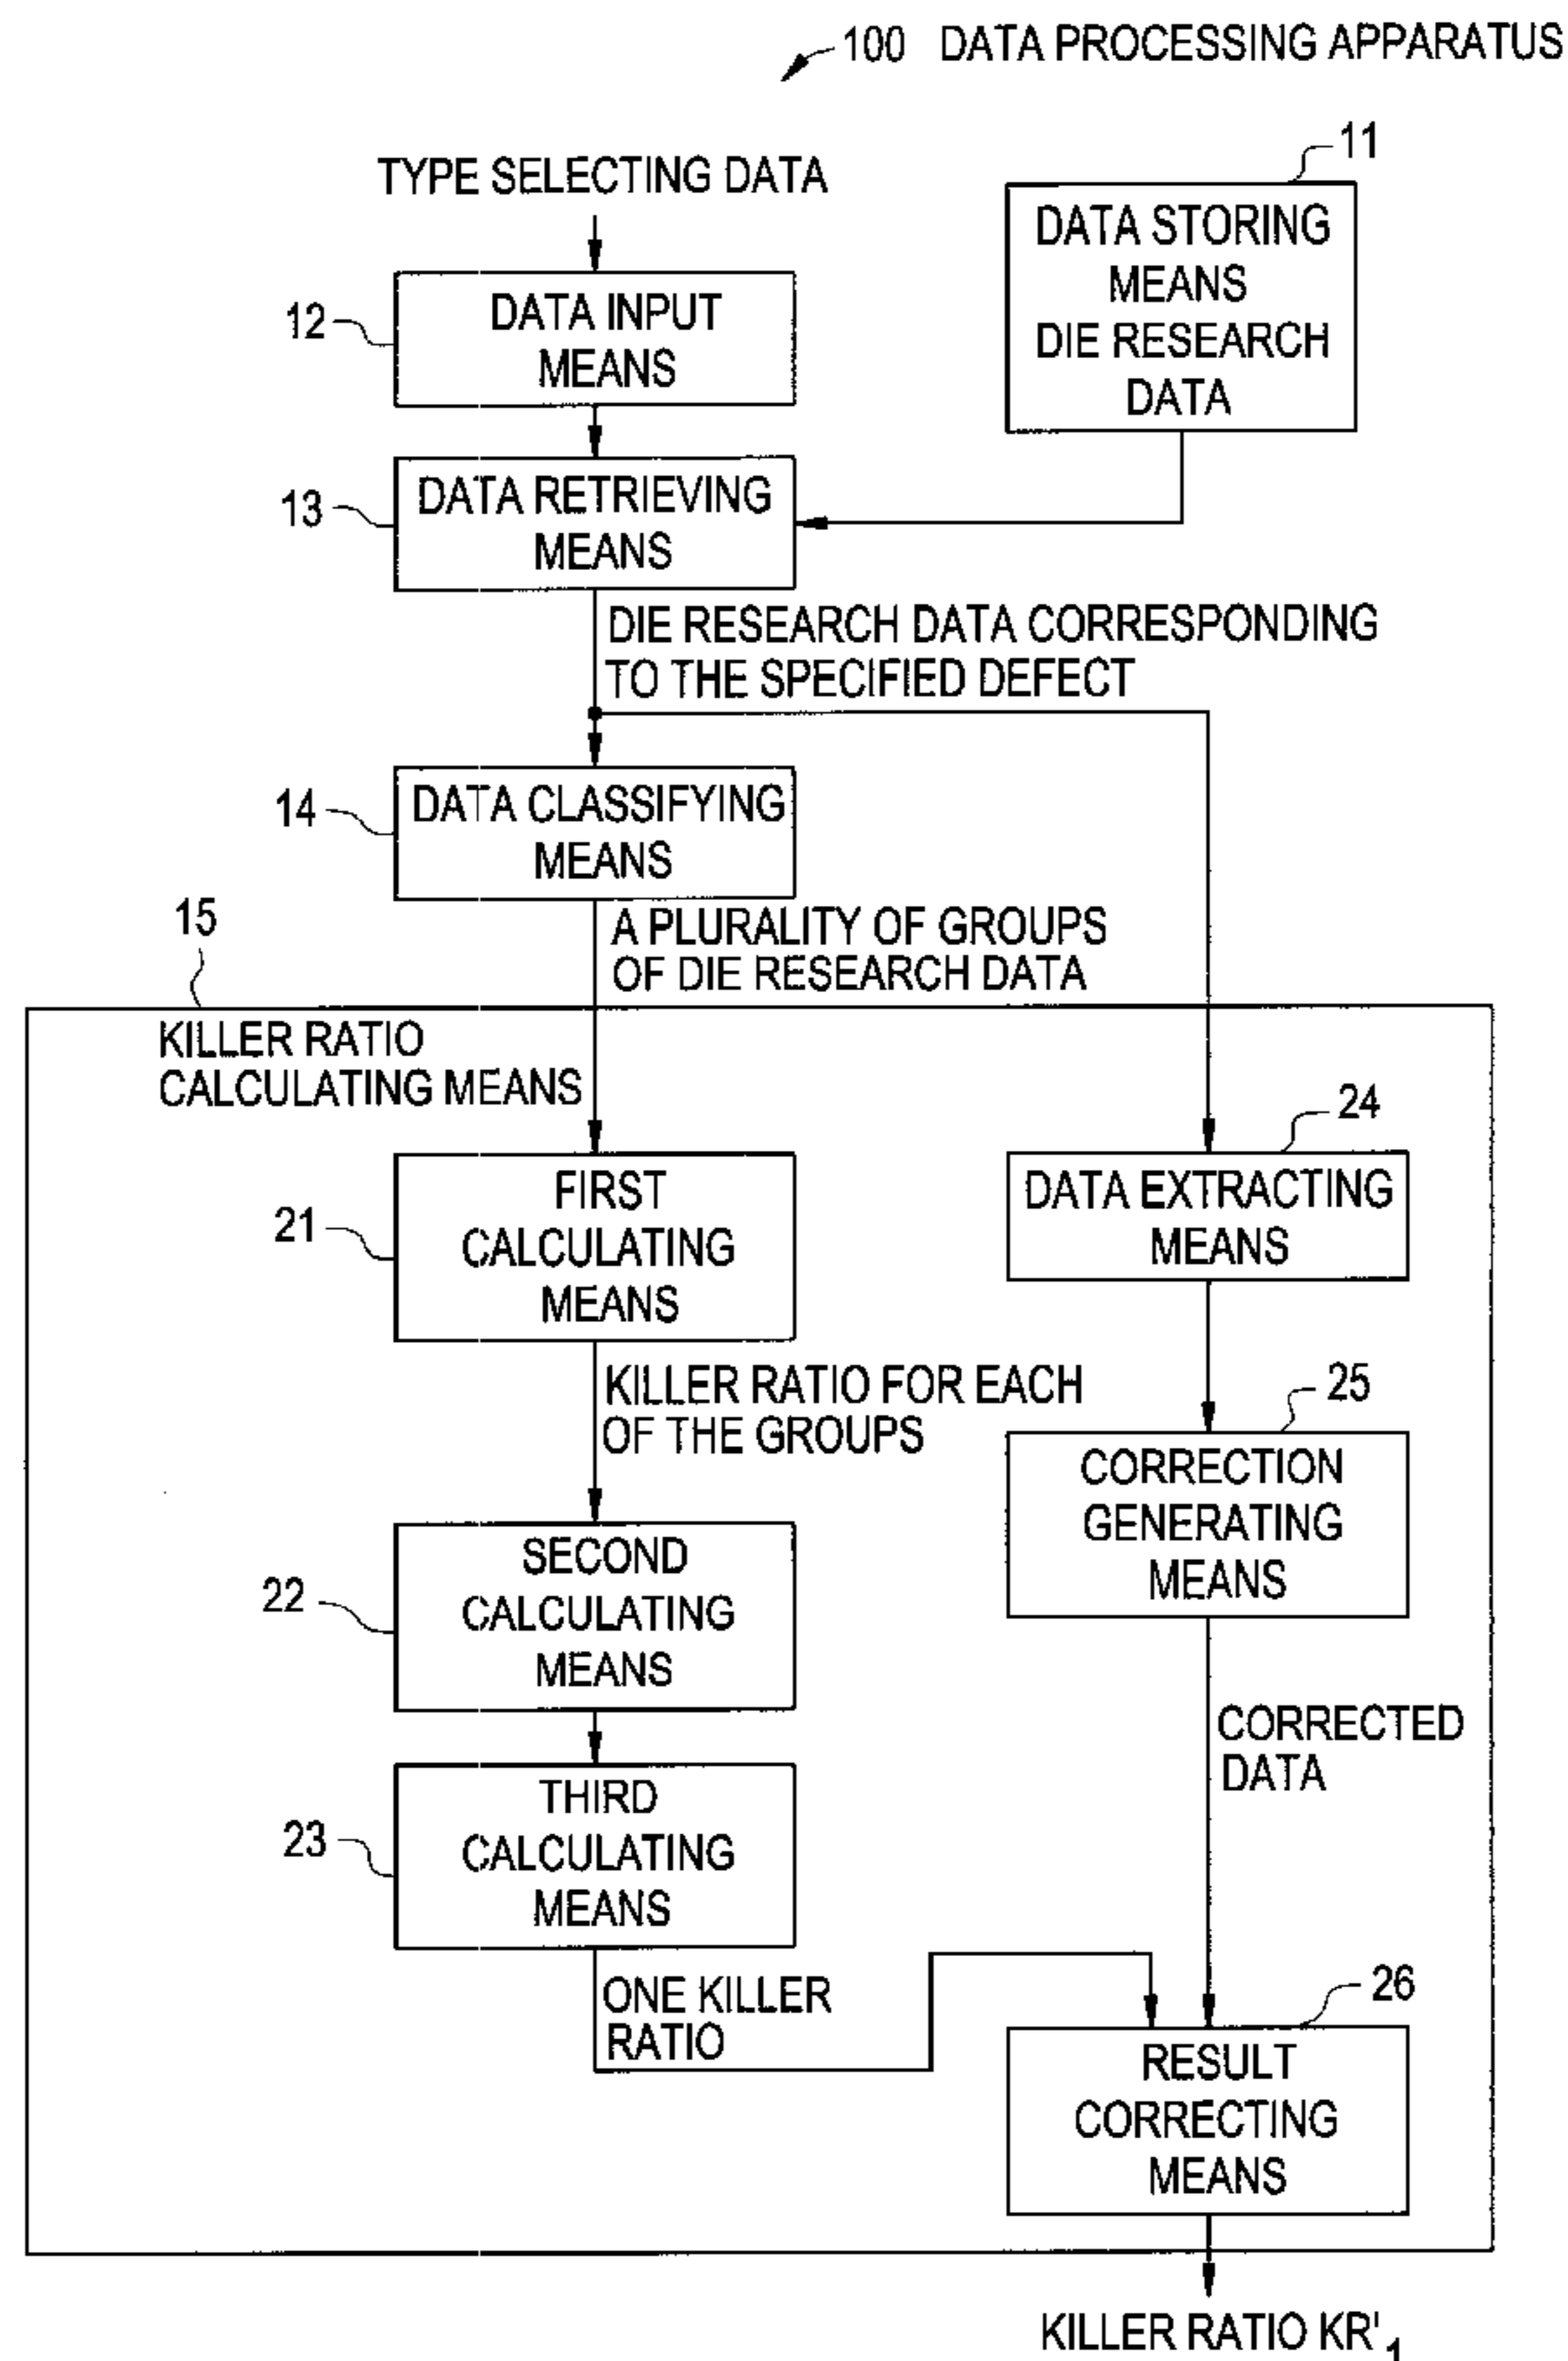 100 DATA PROCESSING APPARATUS
TYPE SELECTING DATA
11
DATA STORING
MEANS
DIE RESEARCH
DATA
12
DATA INPUT
MEANS
13
DATA RETRIEVING
MEANS
DIE RESEARCH DATA CORRESPONDING
TO THE SPECIFIED DEFECT
14
DATA CLASSIFYING
MEANS
15
A PLURALITY OF GROUPS
OF DIE RESEARCH DATA
KILLER RATIO
CALCULATING MEANS
24
DATA EXTRACTING
MEANS
21
FIRST
CALCULATING
MEANS
KILLER RATIO FOR EACH
OF THE GROUPS
25
CORRECTION
GENERATING
MEANS
22
SECOND
CALCULATING
MEANS
CORRECTED
DATA
23
THIRD
CALCULATING
MEANS
ONE KILLER
RATIO
26
RESULT
CORRECTING
MEANS
KILLER RATIO KR'1